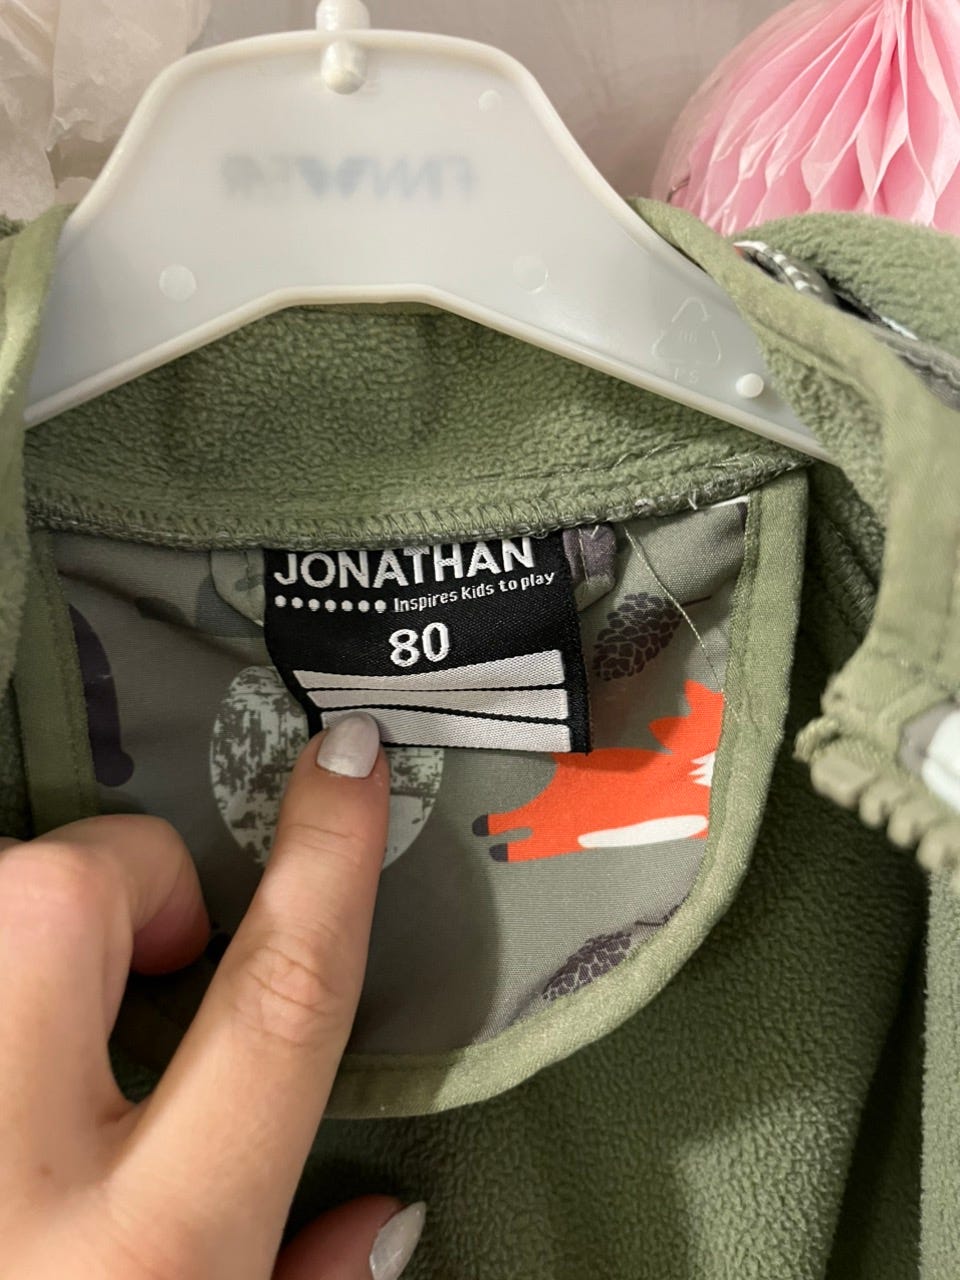 JONATHAN
Inspires Kids to play
80